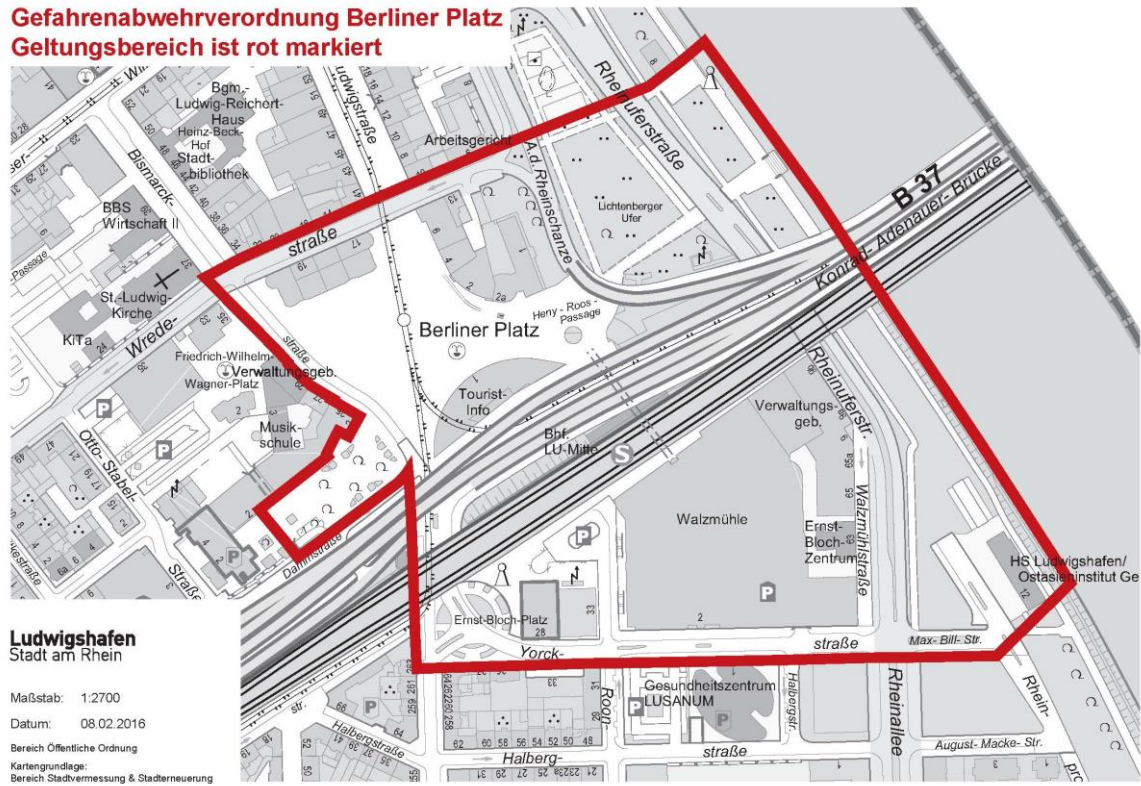 Gefahrenabwehrverordnung Berliner Platz
Geltungsbereich ist rot markiert
Bgm.-
Ludwig-Reichert-
Haus
Heinz-Beck-
Hof
Stadt-
bibliothek
Bismarck-
BBS
Wirtschaft II
Passage
St.-Ludwig-
Kirche
KiTa
Wrede-
straße
straße
Ludwigstraße
Arbeitsgericht
A.d.Rheinschanze
Rheinuferstraße
Lichtenberger
Ufer
B 37
Konrad- Adenauer- Brücke
Heny - Roos -
Passage
Berliner Platz
Friedrich-Wilhelm-
Wagner-Platz
Verwaltungsgeb.
Musik-
schule
Tourist-
Info
Bhf.
LU-Mitte
S
Rheinuferstr.
Verwaltungs-
geb.
Otto- Stabel-
Straße
Dammstraße
Walzmühle
Walzmühlstraße
Ernst-
Bloch-
Zentrum
HS Ludwigshafen/
Ostasieninstitut Ge
Ernst-Bloch-Platz
Yorck-
straße
Max- Bill- Str.
Gesundheitszentrum
LUSANUM
Roon-
Halbergstr.
Rheinallee
Rhein-
pro
str.
Halbergstraße
Halberg-
straße
August- Macke- Str.
Ludwigshafen
Stadt am Rhein
Maßstab: 1:2700
Datum: 08.02.2016
Bereich Öffentliche Ordnung
Kartengrundlage:
Bereich Stadtvermessung & Stadterneuerung